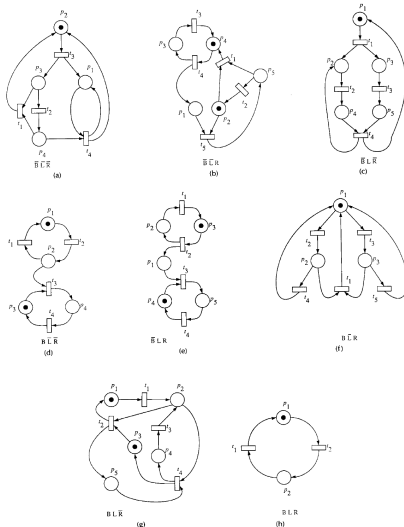 p2
t3
p3
p1
t2
t1
p4
t4
B̅ L̅ R̅
(a)
t3
p3
p4
t1
t4
p5
t2
p1
p2
t5
B̅ L̅ R
(b)
p1
t1
p2
p3
t2
t3
p4
p5
t4
B̅ L R
(c)
p1
t1
t2
p2
t3
p3
p4
t4
B L̅ R̅
(d)
t1
p2
p3
t2
p1
t3
p4
p5
t4
B̅ L R
(e)
p1
t2
t3
p2
p3
t1
t4
t5
B L̅ R
(f)
p1
t1
p2
t2
t3
p3
p4
p5
t4
B L R̅
(g)
p1
t1
t2
p2
B L R
(h)